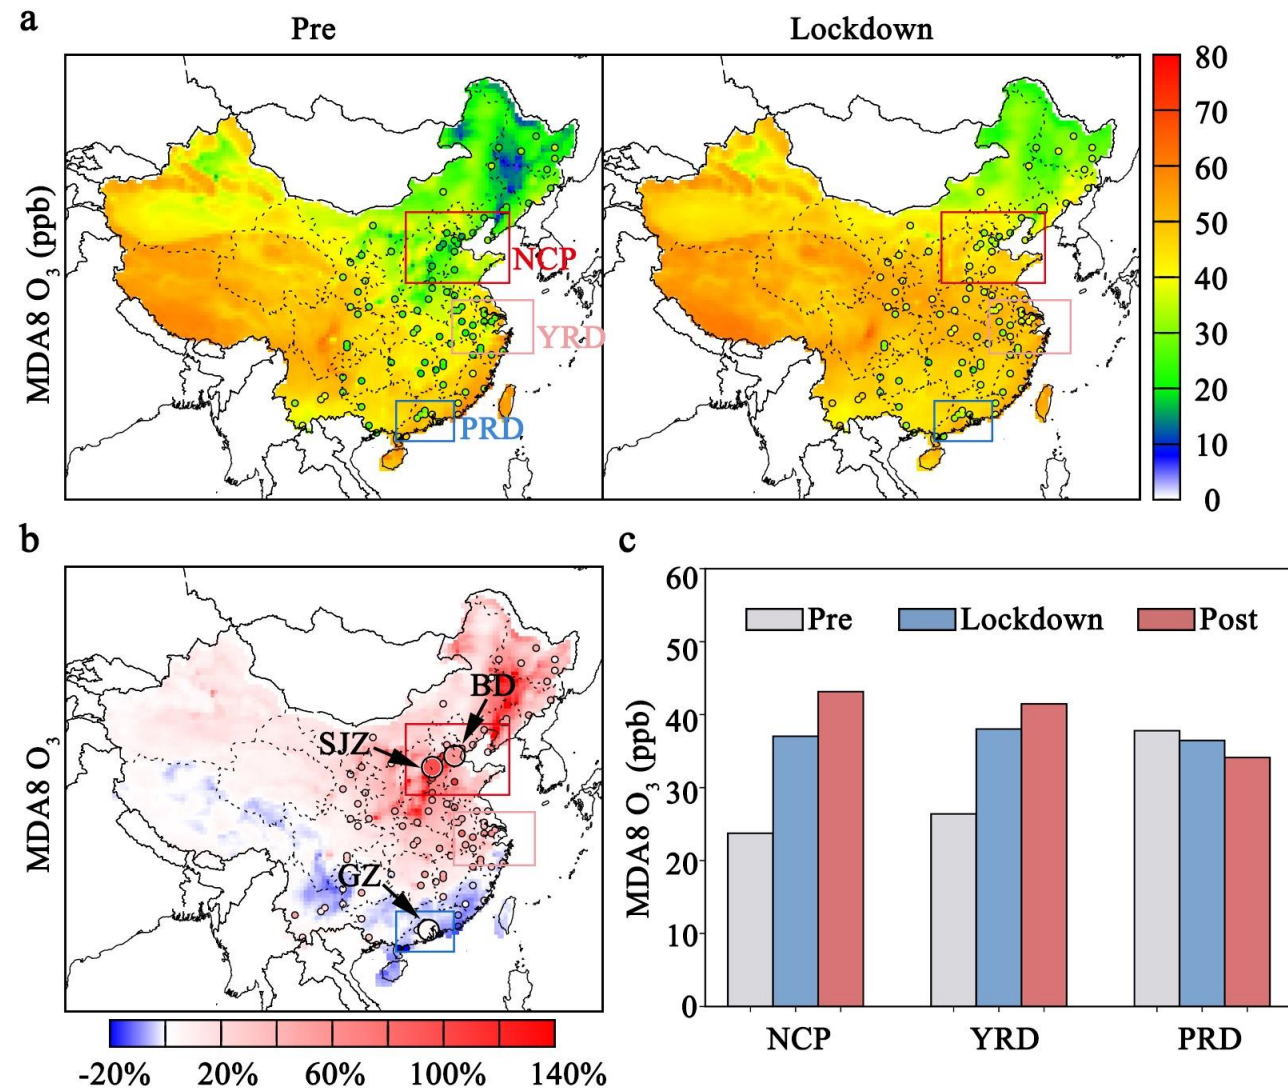 a
Pre
Lockdown
MDA8 O3 (ppb)
NCP
YRD
PRD
80
70
60
50
40
30
20
10
0
b
MDA8 O3
BD
SJZ
GZ
-20% 20% 60% 100% 140%
c
MDA8 O3 (ppb)
60
50
40
30
20
10
0
Pre Lockdown Post
NCP YRD PRD